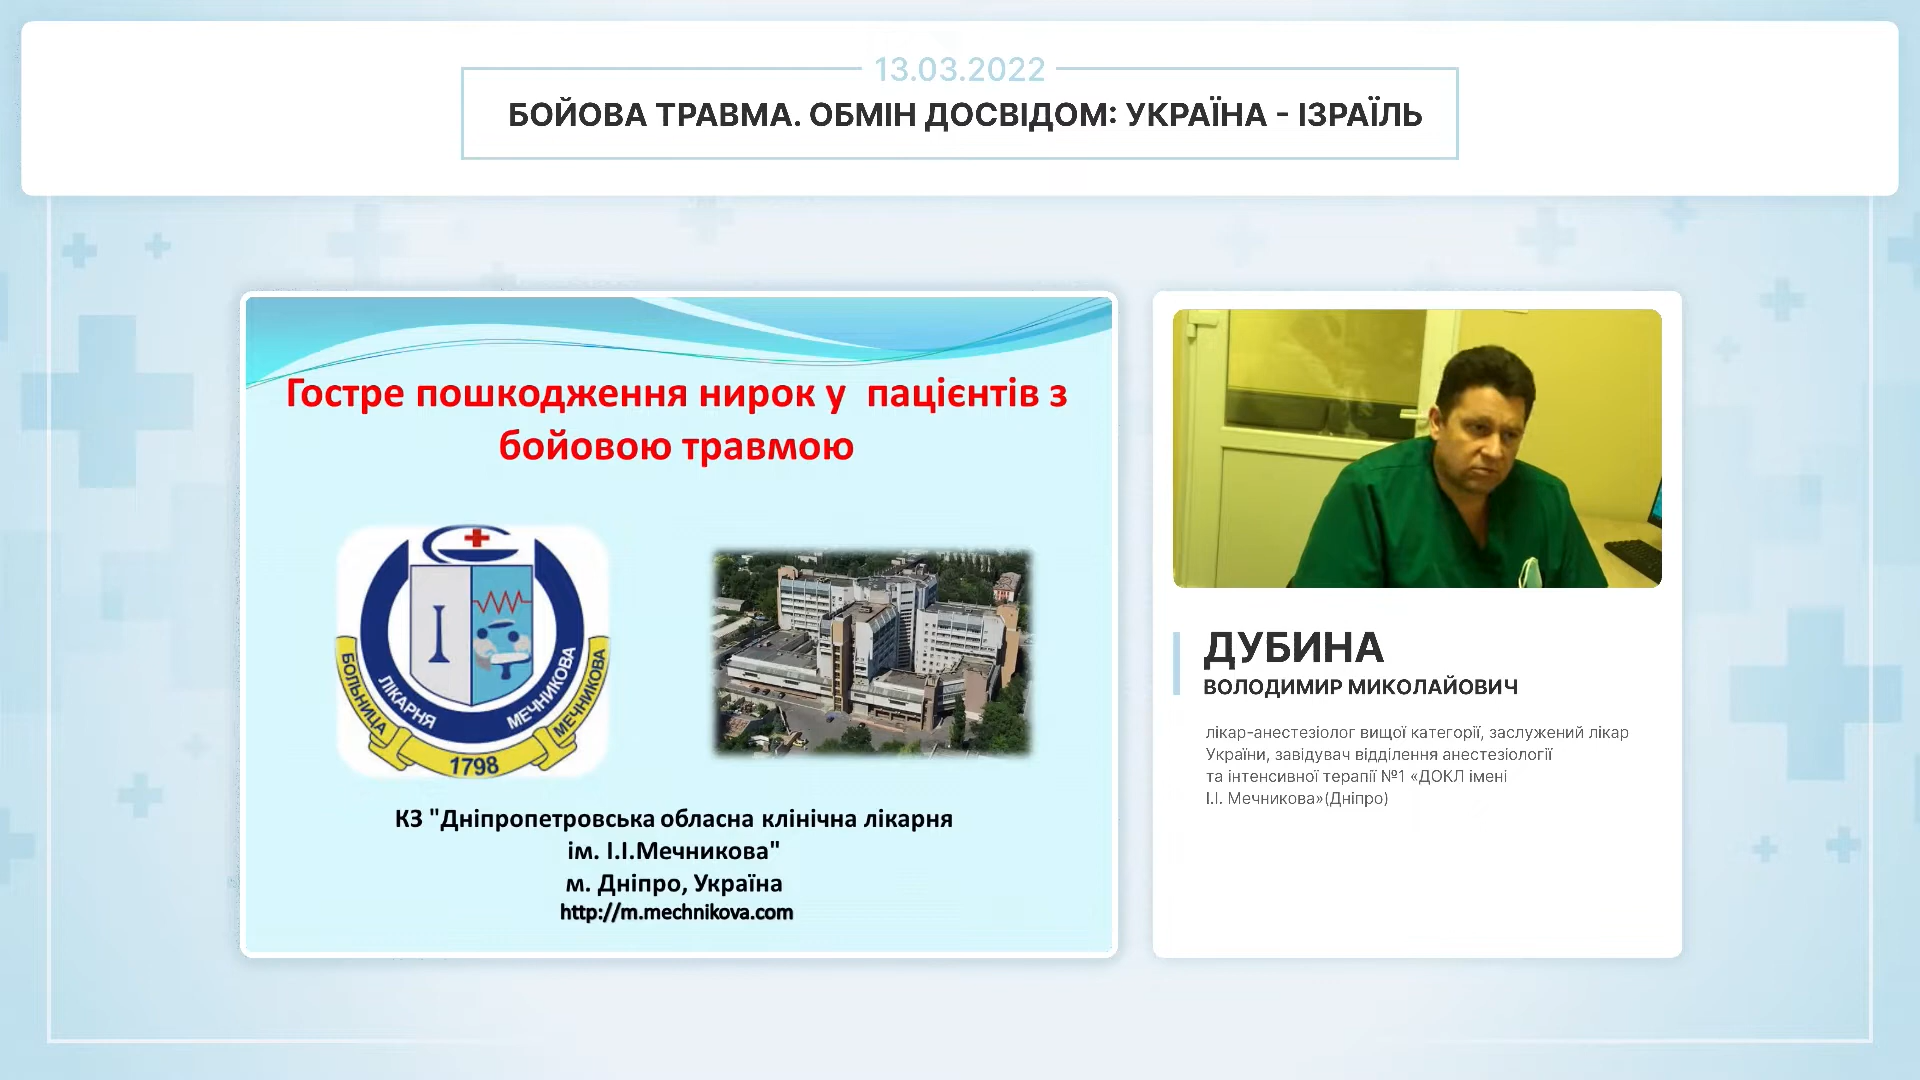 13.03.2022
БОЙОВА ТРАВМА. ОБМІН ДОСВІДОМ: УКРАЇНА - ІЗРАЇЛЬ
Гостре пошкодження нирок у пацієнтів з
бойовою травмою
ЛІКАРНЯ МЕЧНИКОВА
БОЛЬНИЦА МЕЧНИКОВА
1798
КЗ "Дніпропетровська обласна клінічна лікарня
ім. І.І.Мечникова"
м. Дніпро, Україна
http://m.mechnikova.com
ДУБИНА
ВОЛОДИМИР МИКОЛАЙОВИЧ
лікар-анестезіолог вищої категорії, заслужений лікар
України, завідувач відділення анестезіології
та інтенсивної терапії №1 «ДОКЛ імені
І.І. Мечникова»(Дніпро)